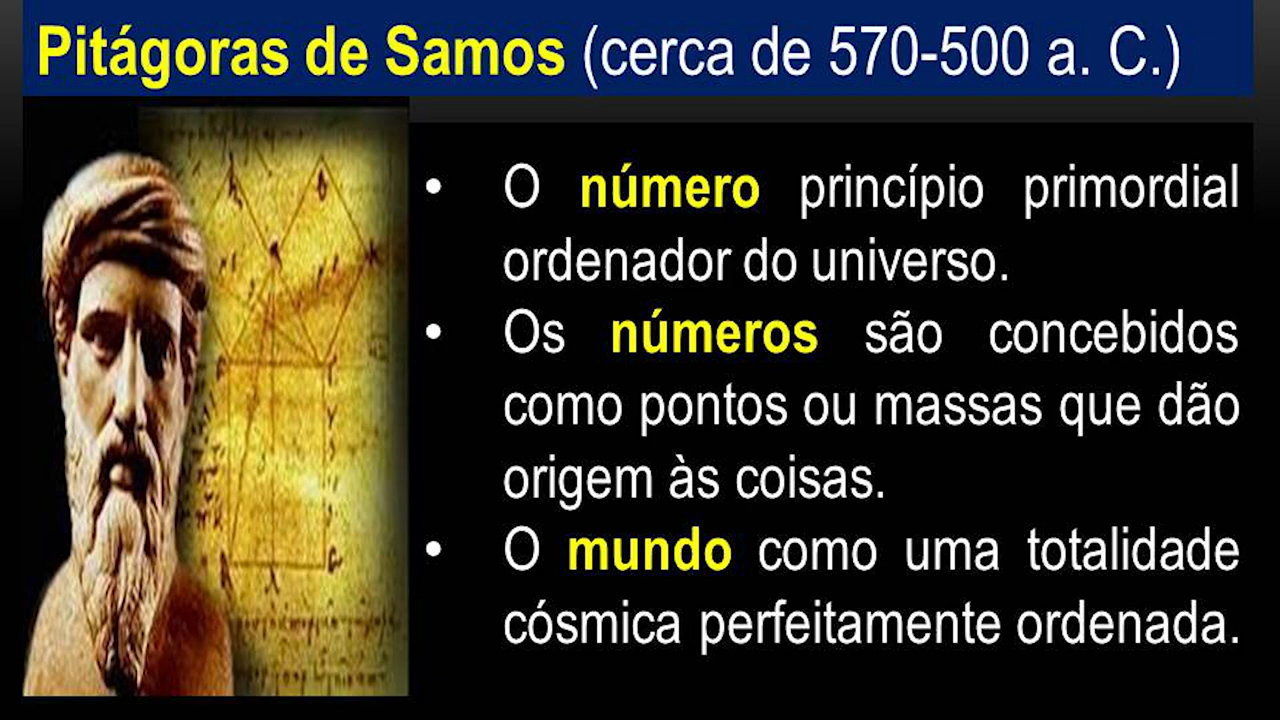 Pitágoras de Samos (cerca de 570-500 a. C.)
• O número princípio primordial
ordenador do universo.
• Os números são concebidos
como pontos ou massas que dão
origem às coisas.
• O mundo como uma totalidade
cósmica perfeitamente ordenada.